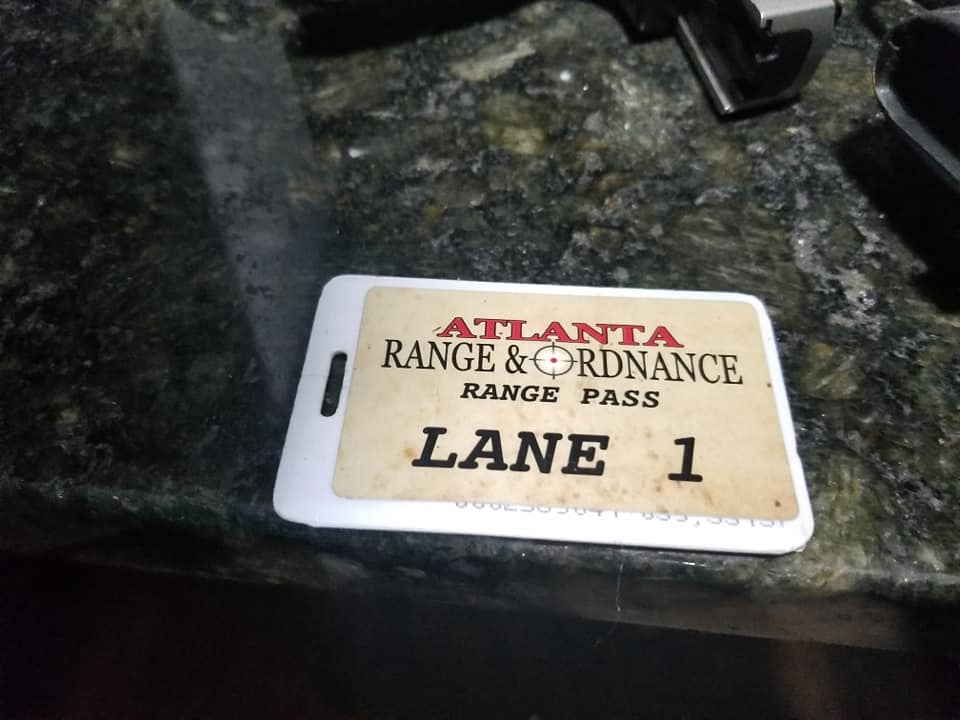 ATLANTA
RANGE & ORDNANCE
RANGE PASS
LANE 1